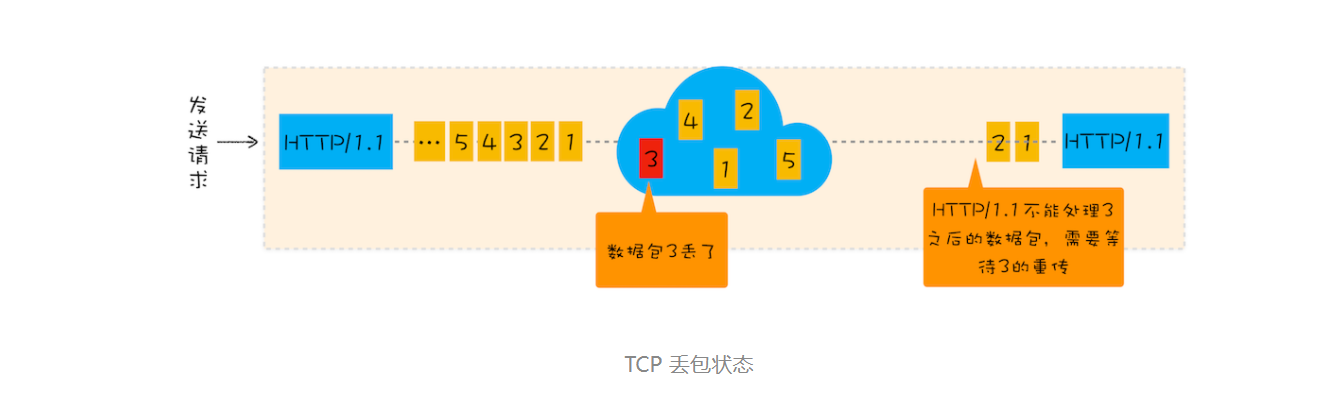 发
送
请
求
HTTP/1.1
... 5 4 3 2 1
4
2
3
1
5
2 1
HTTP/1.1
数据包3丢了
HTTP/1.1不能处理3
之后的数据包，需要等
待3的重传
TCP 丢包状态